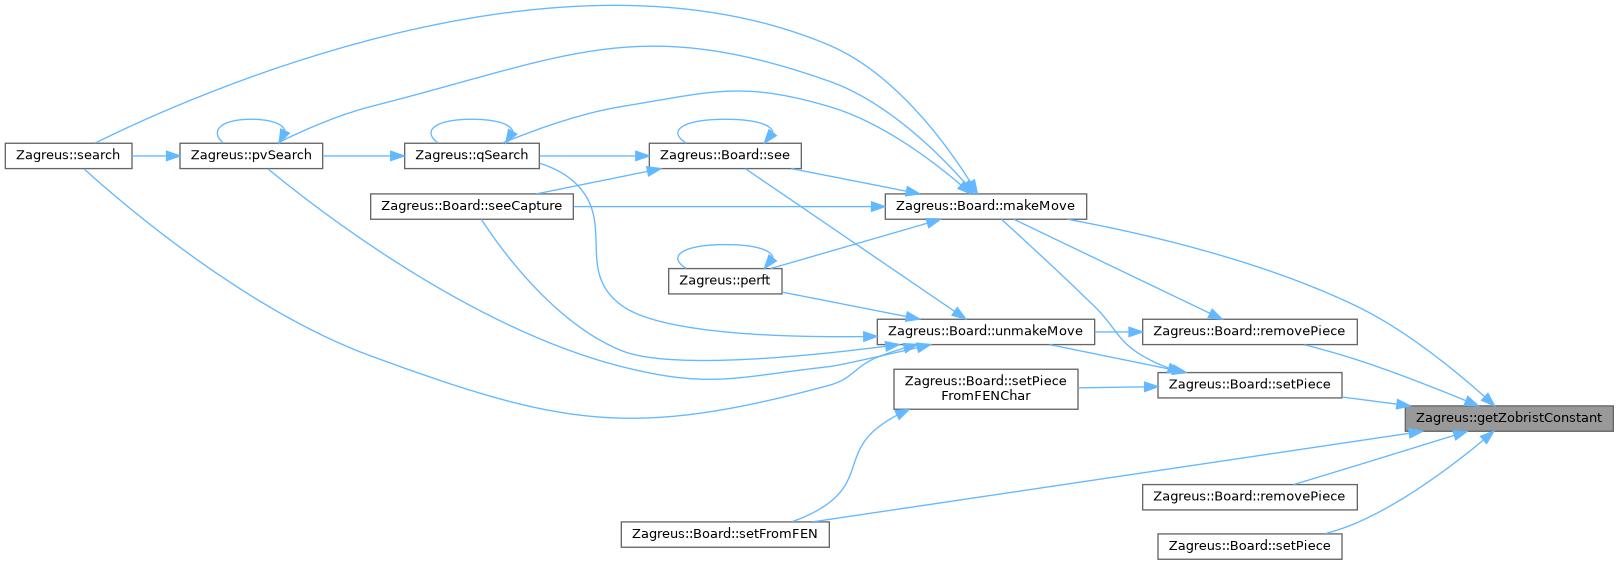 Zagreus::search
Zagreus::pvSearch
Zagreus::qSearch
Zagreus::Board::see
Zagreus::Board::seeCapture
Zagreus::Board::makeMove
Zagreus::perft
Zagreus::Board::unmakeMove
Zagreus::Board::removePiece
Zagreus::Board::setPiece
FromFENChar
Zagreus::Board::setPiece
Zagreus::getZobristConstant
Zagreus::Board::removePiece
Zagreus::Board::setFromFEN
Zagreus::Board::setPiece